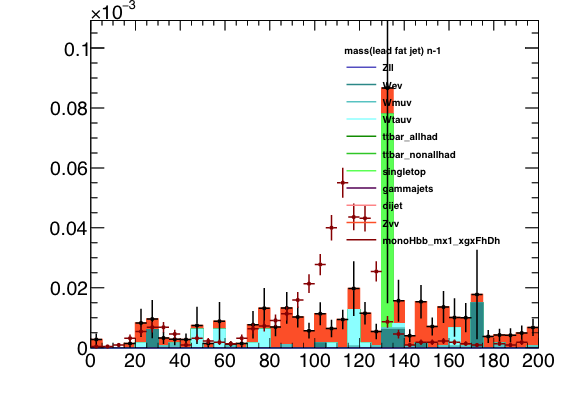 ×10⁻³
mass(lead fat jet) n-1
Zll
Wev
Wmuv
Wtauv
ttbar_allhad
ttbar_nonallhad
singletop
gammajets
dijet
Zvv
monoHbb_mx1_xgxFhDh
0.1
0.08
0.06
0.04
0.02
0
0 20 40 60 80 100 120 140 160 180 200